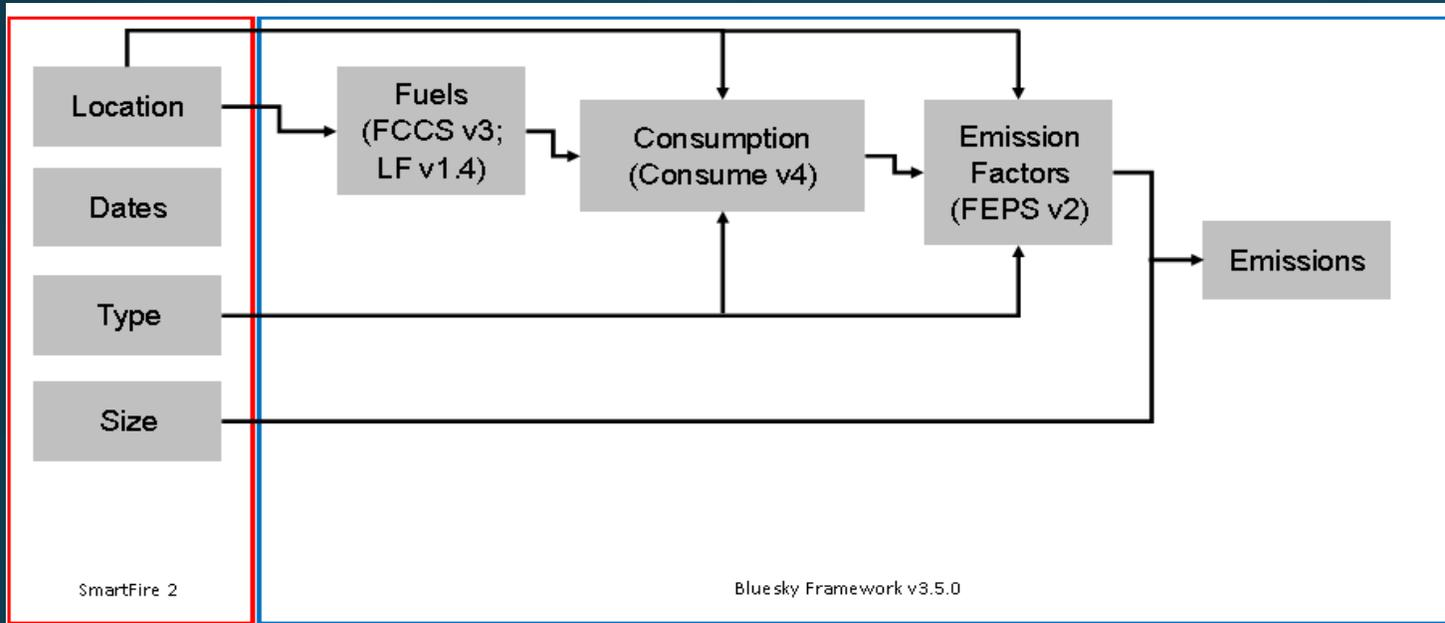 Location
Dates
Type
Size
SmartFire 2
Fuels
(FCCS v3;
LF v1.4)
Consumption
(Consume v4)
Emission
Factors
(FEPS v2)
Emissions
Bluesky Framework v3.5.0